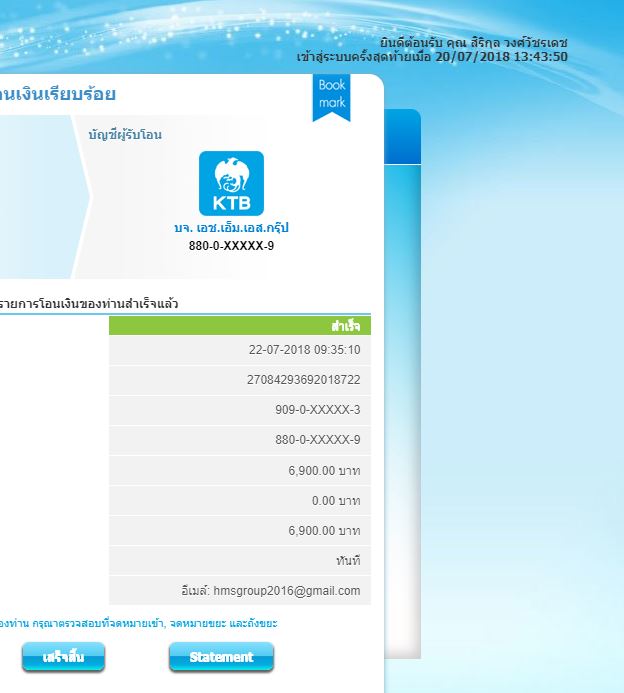 ยินดีต้อนรับ คุณ สิริกุล วงศ์วัชรเดช
เข้าสู่ระบบครั้งสุดท้ายเมื่อ 20/07/2018 13:43:50
อนเงินเรียบร้อย
Book
mark
บัญชีผู้รับโอน
KTB
บจ. เอช.เอ็ม.เอส.กรุ๊ป
880-0-XXXXX-9
รายการโอนเงินของท่านสำเร็จแล้ว
สำเร็จ
22-07-2018 09:35:10
27084293692018722
909-0-XXXXX-3
880-0-XXXXX-9
6,900.00 บาท
0.00 บาท
6,900.00 บาท
ทันที
อีเมล์: hmsgroup2016@gmail.com
องท่าน กรุณาตรวจสอบที่จดหมายเข้า, จดหมายขยะ และถังขยะ
เสร็จสิ้น
Statement